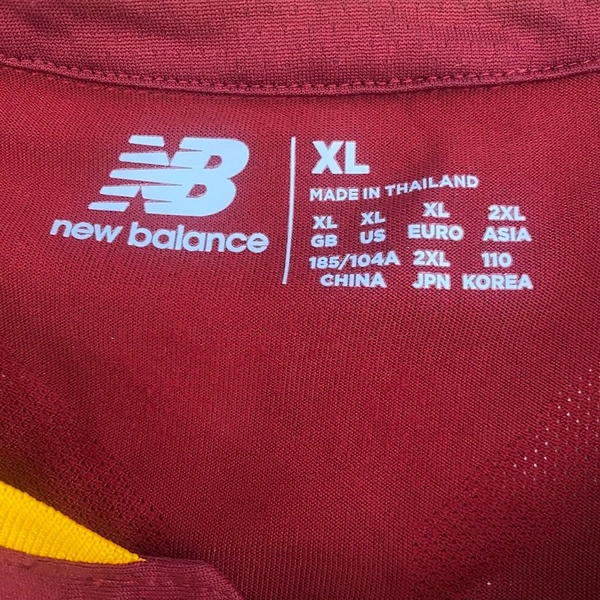 NB
new balance
XL
MADE IN THAILAND
XL XL XL 2XL
GB US EURO ASIA
185/104A 2XL 110
CHINA JPN KOREA